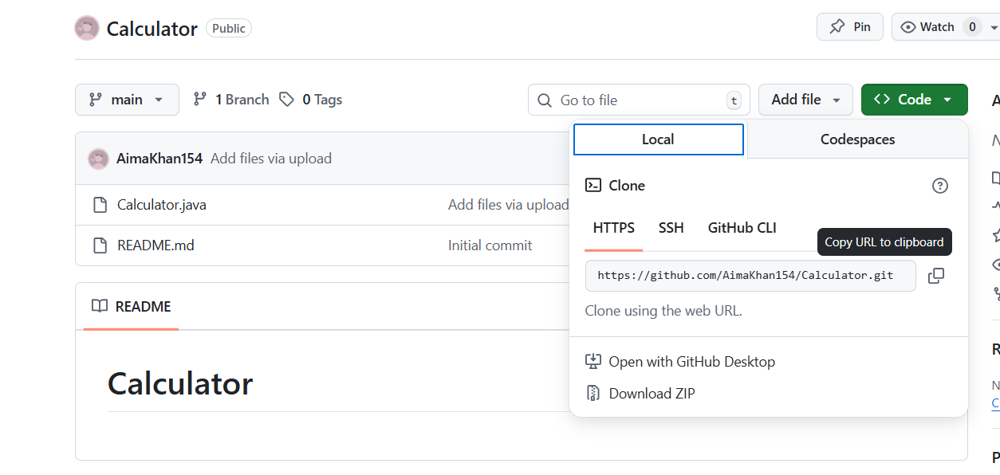 Calculator Public
Pin
Watch 0
main
1 Branch
0 Tags
Go to file t
Add file
<> Code
Local
Codespaces
AimaKhan154 Add files via upload
Calculator.java
Add files via upload
README.md
Initial commit
Clone
HTTPS
SSH
GitHub CLI
Copy URL to clipboard
https://github.com/AimaKhan154/Calculator.git
Clone using the web URL.
Open with GitHub Desktop
Download ZIP
README
Calculator